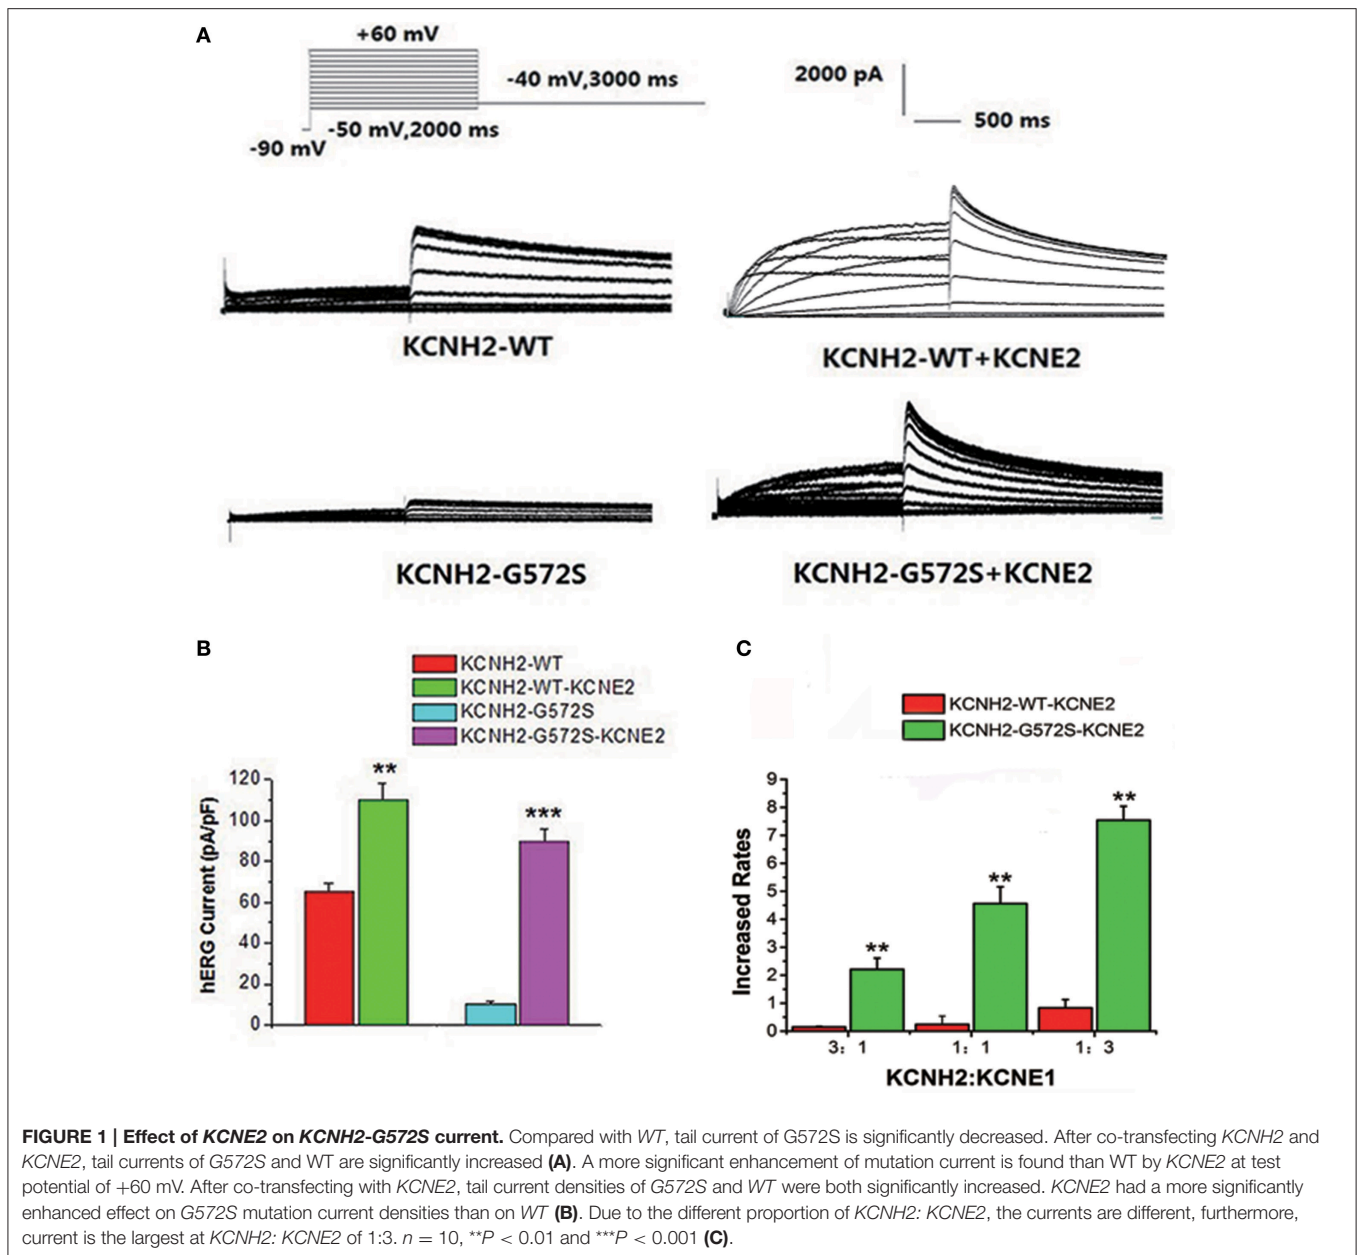 A
+60 mV
-40 mV,3000 ms
-50 mV,2000 ms
-90 mV
2000 pA
500 ms
KCNH2-WT
KCNH2-WT+KCNE2
KCNH2-G572S
KCNH2-G572S+KCNE2
B
KCNH2-WT
KCNH2-WT-KCNE2
KCNH2-G572S
KCNH2-G572S-KCNE2
hERG Current (pA/pF)
120
100
80
60
40
20
0
**
***
C
KCNH2-WT-KCNE2
KCNH2-G572S-KCNE2
Increased Rates
9
8
7
6
5
4
3
2
1
0
**
**
**
3: 1
1: 1
1: 3
KCNH2:KCNE1
FIGURE 1 | Effect of KCNE2 on KCNH2-G572S current. Compared with WT, tail current of G572S is significantly decreased. After co-transfecting KCNH2 and
KCNE2, tail currents of G572S and WT are significantly increased (A). A more significant enhancement of mutation current is found than WT by KCNE2 at test
potential of +60 mV. After co-transfecting with KCNE2, tail current densities of G572S and WT were both significantly increased. KCNE2 had a more significantly
enhanced effect on G572S mutation current densities than on WT (B). Due to the different proportion of KCNH2: KCNE2, the currents are different, furthermore,
current is the largest at KCNH2: KCNE2 of 1:3. n = 10, **P < 0.01 and ***P < 0.001 (C).